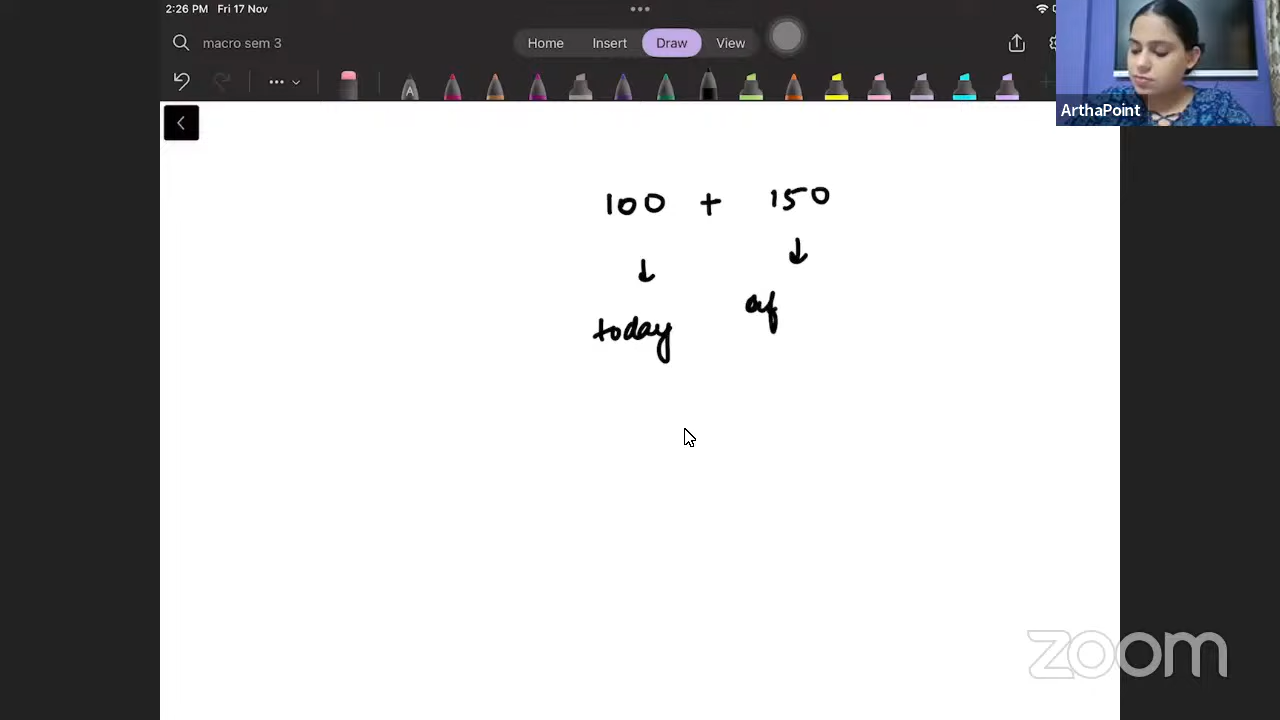 2:26 PM Fri 17 Nov
macro sem 3
Home Insert Draw View
A
ArthaPoint
100 + 150
today af
zoom